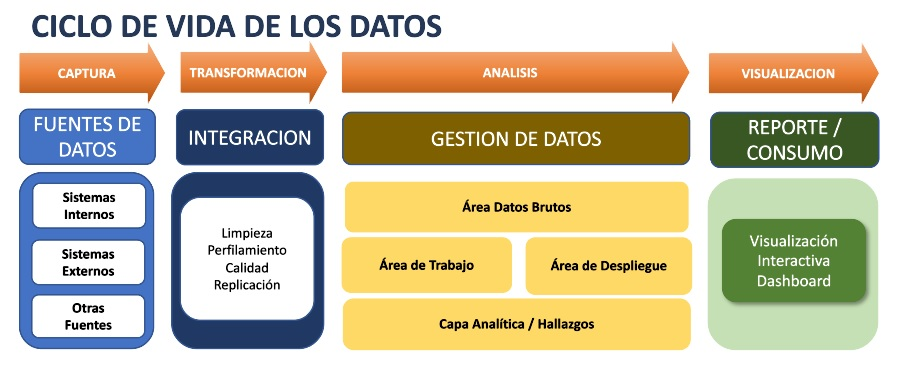 CICLO DE VIDA DE LOS DATOS
CAPTURA
TRANSFORMACION
ANALISIS
VISUALIZACION
FUENTES DE
DATOS
INTEGRACION
GESTION DE DATOS
REPORTE /
CONSUMO
Sistemas
Internos
Sistemas
Externos
Otras
Fuentes
Limpieza
Perfilamiento
Calidad
Replicación
Área Datos Brutos
Área de Trabajo
Área de Despliegue
Capa Analítica / Hallazgos
Visualización
Interactiva
Dashboard